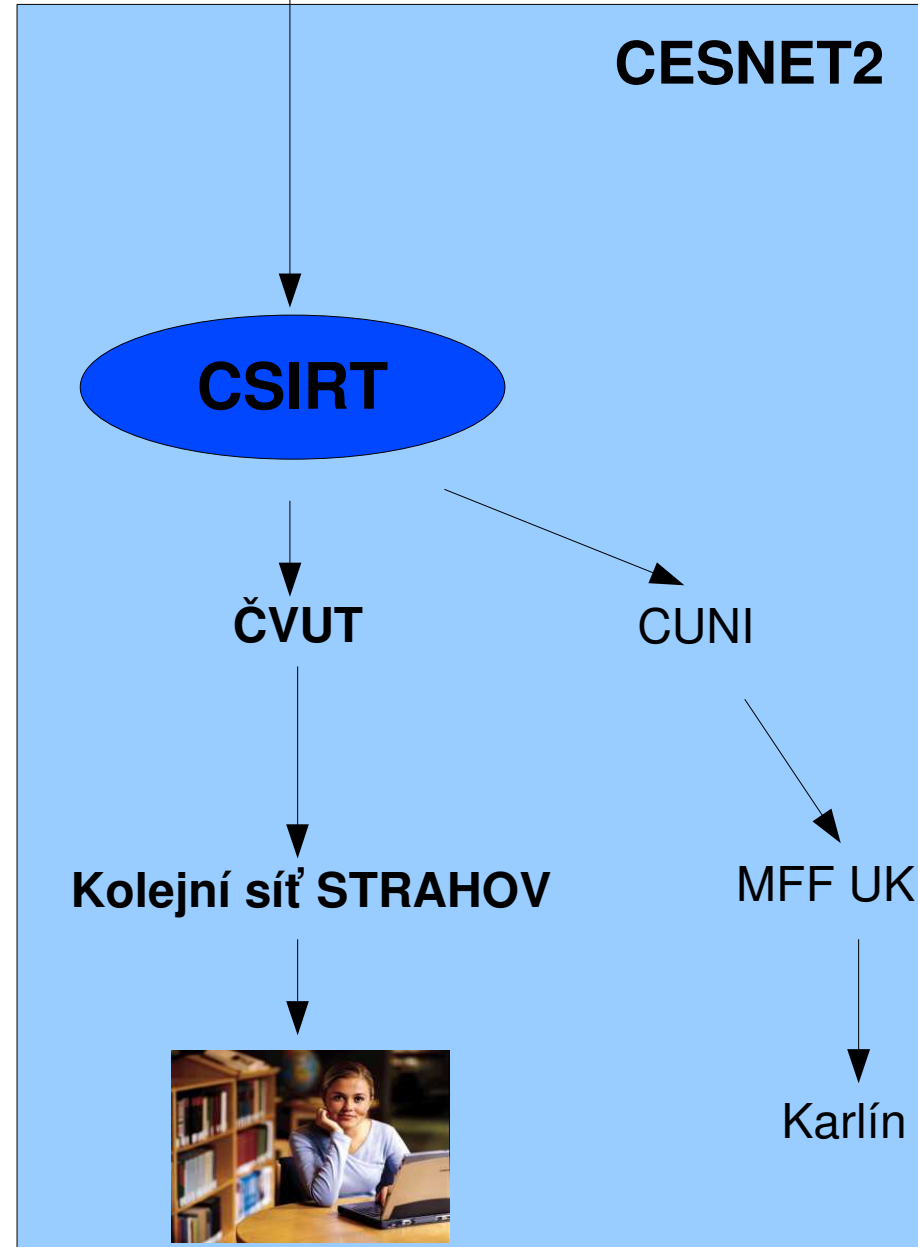 CESNET2
CSIRT
ČVUT
CUNI
Kolejní síť STRAHOV
MFF UK
Karlín